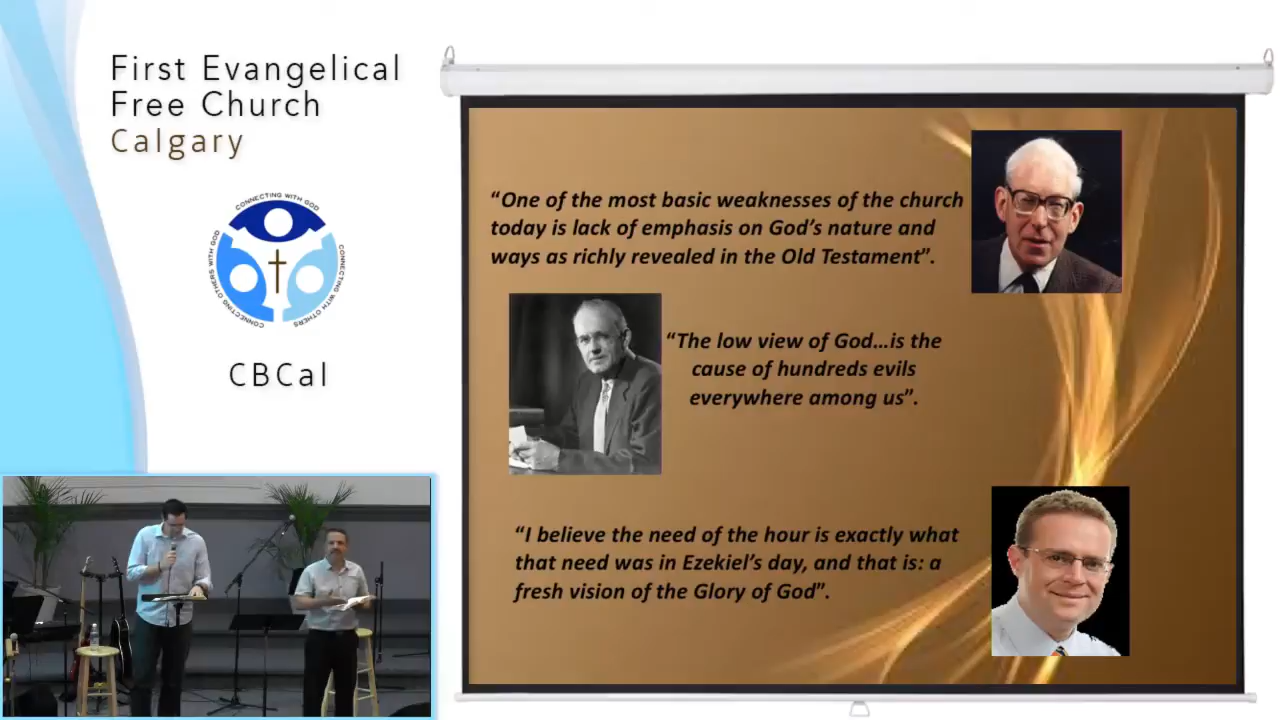 First Evangelical
Free Church
Calgary
CONNECTING WITH GOD
CONNECTING WITH OTHERS
CONNECTING OTHERS WITH GOD
CBCal
“One of the most basic weaknesses of the church
today is lack of emphasis on God’s nature and
ways as richly revealed in the Old Testament”.
“The low view of God…is the
cause of hundreds evils
everywhere among us”.
“I believe the need of the hour is exactly what
that need was in Ezekiel’s day, and that is: a
fresh vision of the Glory of God”.